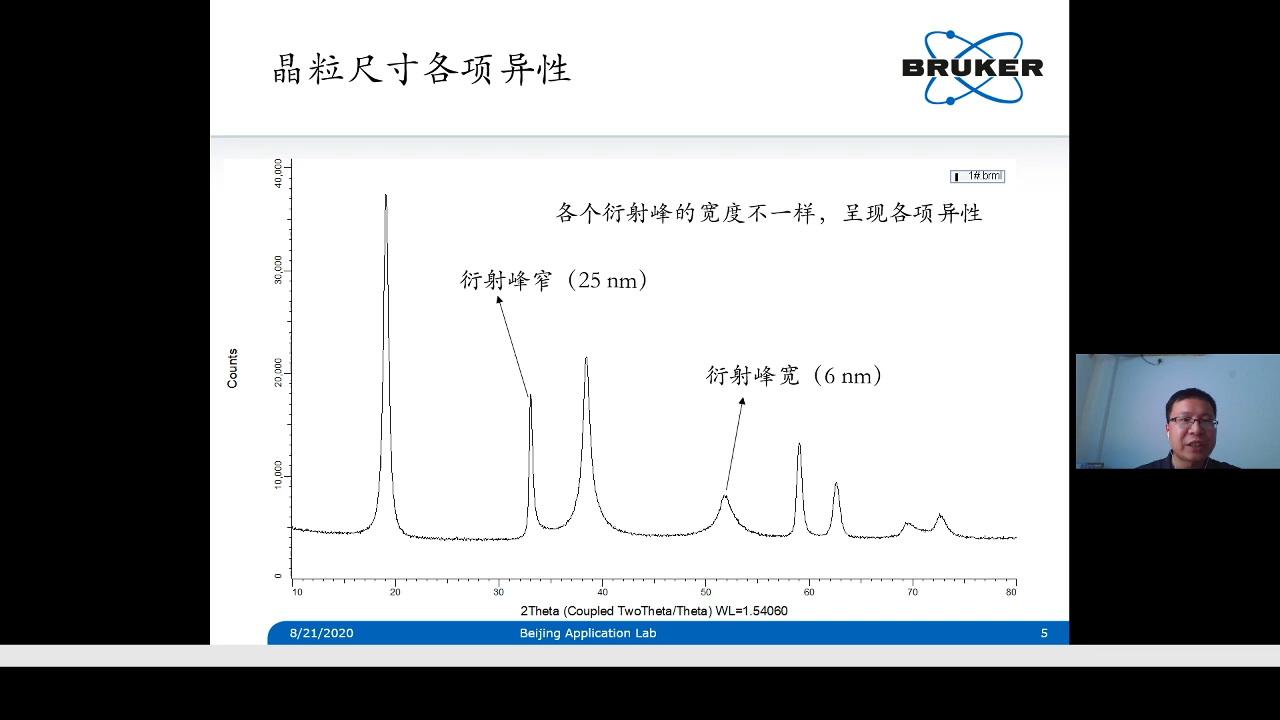 晶粒尺寸各项异性
BRUKER
40,000
30,000
20,000
10,000
0
Counts
1#.brml
各个衍射峰的宽度不一样，呈现各项异性
衍射峰窄（25 nm）
衍射峰宽（6 nm）
10 20 30 40 50 60 70 80
2Theta (Coupled TwoTheta/Theta) WL=1.54060
8/21/2020 Beijing Application Lab 5